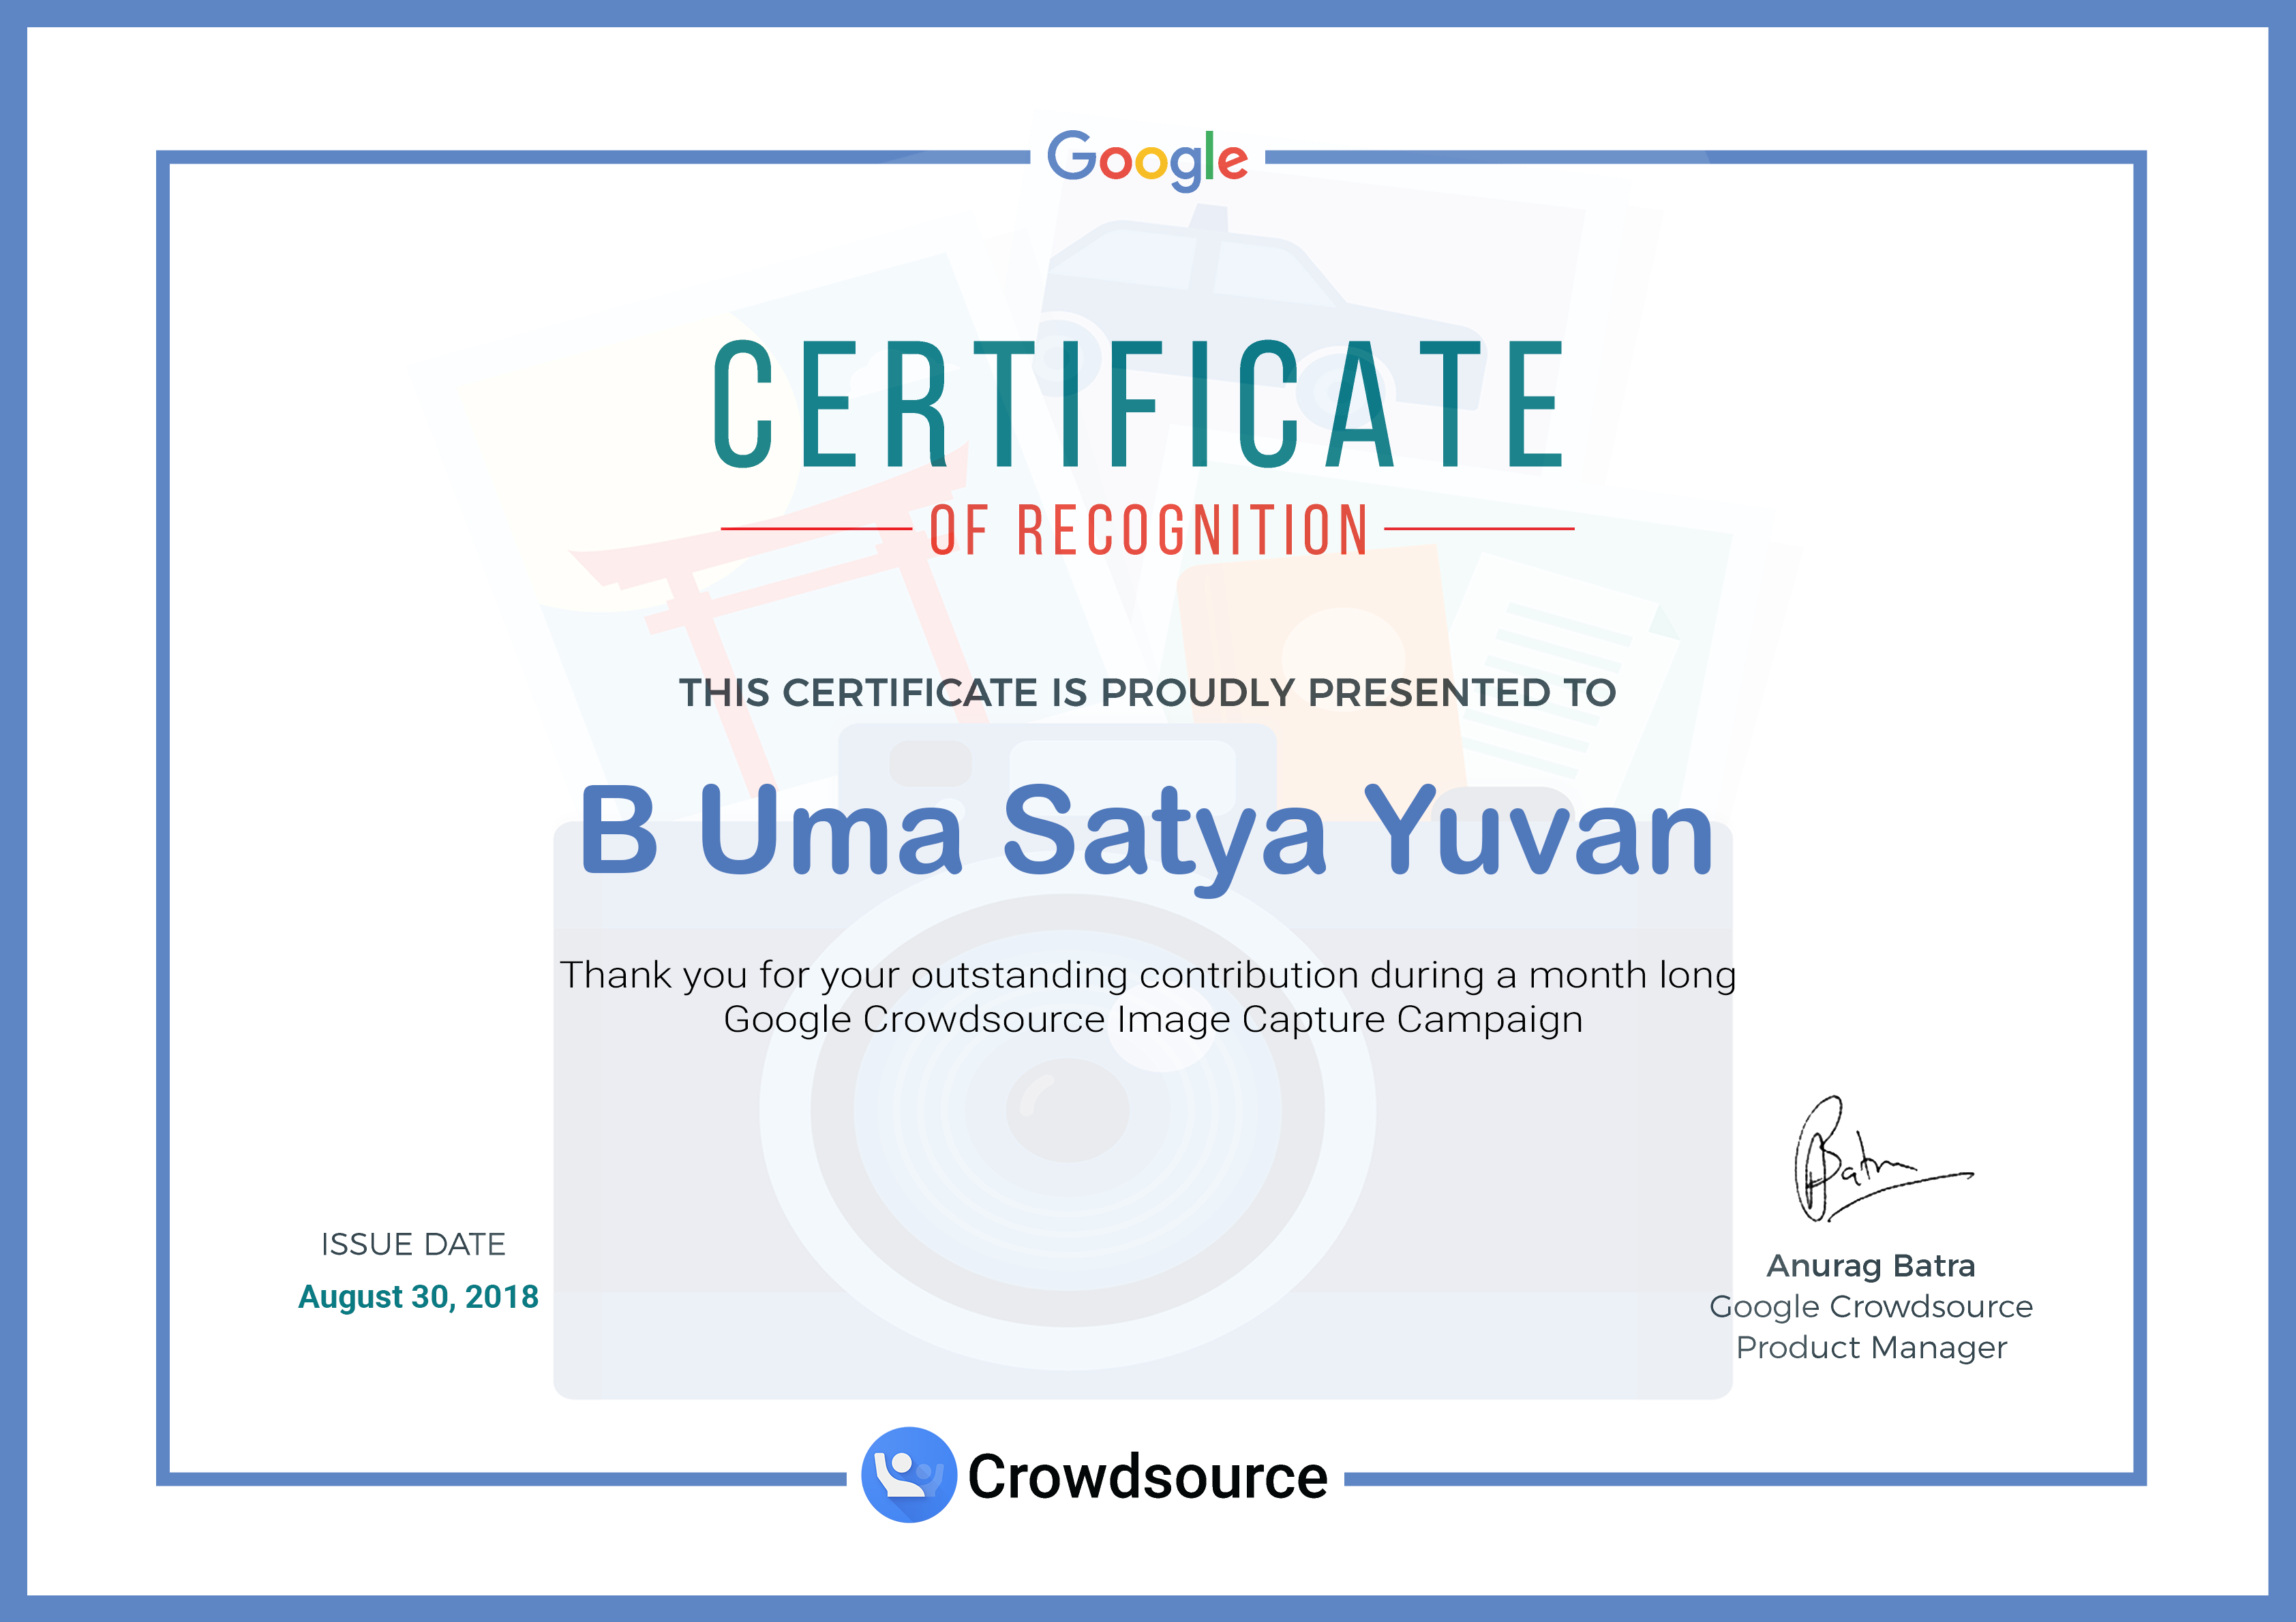 Google
CERTIFICATE
OF RECOGNITION
THIS CERTIFICATE IS PROUDLY PRESENTED TO
B Uma Satya Yuvan
Thank you for your outstanding contribution during a month long
Google Crowdsource Image Capture Campaign
Batra
ISSUE DATE
August 30, 2018
Anurag Batra
Google Crowdsource
Product Manager
Crowdsource